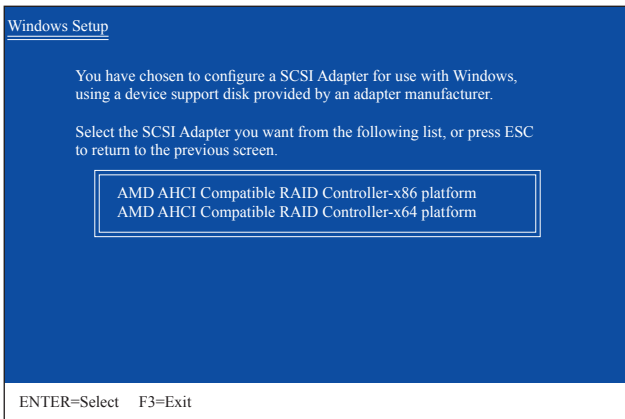 Windows Setup
You have chosen to configure a SCSI Adapter for use with Windows,
using a device support disk provided by an adapter manufacturer.
Select the SCSI Adapter you want from the following list, or press ESC
to return to the previous screen.
AMD AHCI Compatible RAID Controller-x86 platform
AMD AHCI Compatible RAID Controller-x64 platform
ENTER=Select F3=Exit